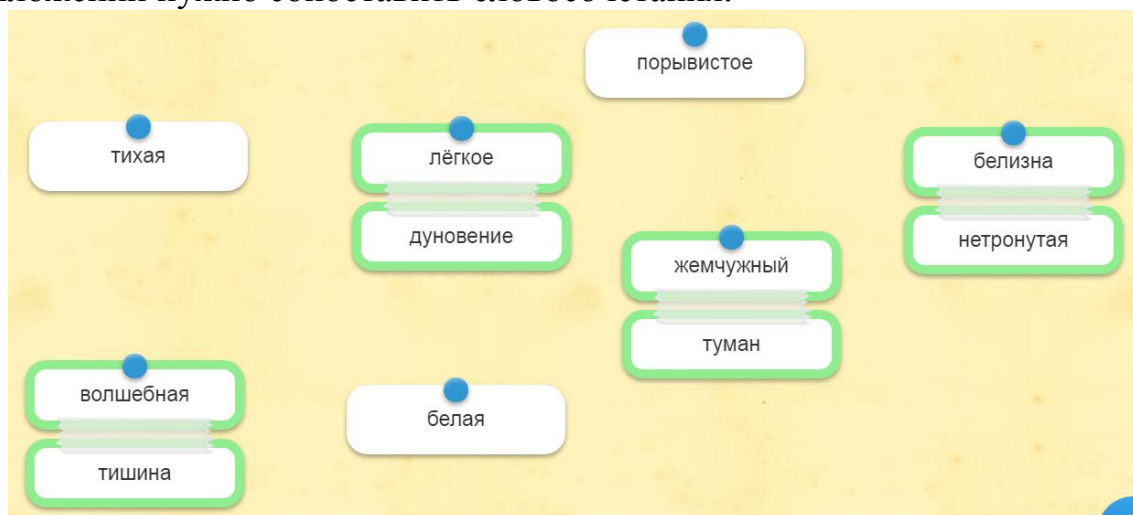 порывистое
тихая
лёгкое
белизна
дуновение
нетронутая
жемчужный
туман
волшебная
белая
тишина